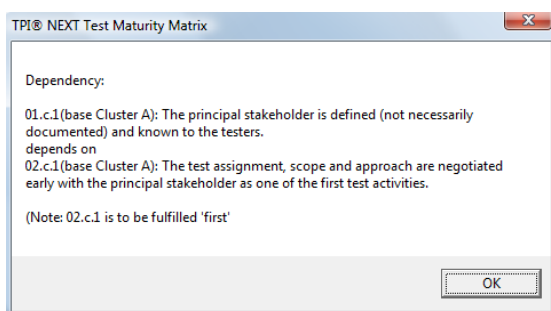 TPI® NEXT Test Maturity Matrix
Dependency:
01.c.1(base Cluster A): The principal stakeholder is defined (not necessarily
documented) and known to the testers.
depends on
02.c.1(base Cluster A): The test assignment, scope and approach are negotiated
early with the principal stakeholder as one of the first test activities.
(Note: 02.c.1 is to be fulfilled 'first'
OK